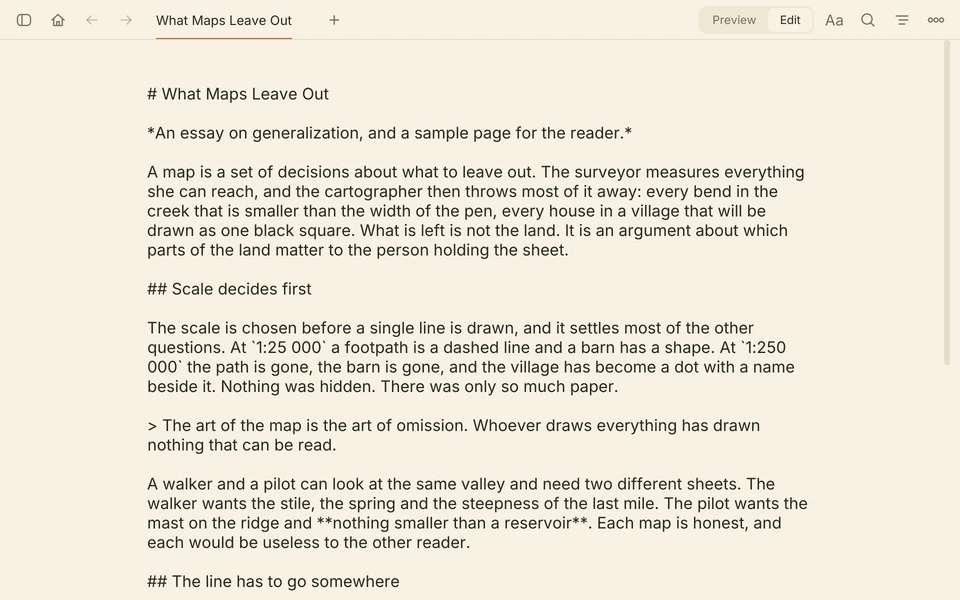 What Maps Leave Out
Preview
Edit
Aa
# What Maps Leave Out
*An essay on generalization, and a sample page for the reader.*
A map is a set of decisions about what to leave out. The surveyor measures everything
she can reach, and the cartographer then throws most of it away: every bend in the
creek that is smaller than the width of the pen, every house in a village that will be
drawn as one black square. What is left is not the land. It is an argument about which
parts of the land matter to the person holding the sheet.
## Scale decides first
The scale is chosen before a single line is drawn, and it settles most of the other
questions. At `1:25 000` a footpath is a dashed line and a barn has a shape. At `1:250
000` the path is gone, the barn is gone, and the village has become a dot with a name
beside it. Nothing was hidden. There was only so much paper.
> The art of the map is the art of omission. Whoever draws everything has drawn
nothing that can be read.
A walker and a pilot can look at the same valley and need two different sheets. The
walker wants the stile, the spring and the steepness of the last mile. The pilot wants the
mast on the ridge and **nothing smaller than a reservoir**. Each map is honest, and
each would be useless to the other reader.
## The line has to go somewhere